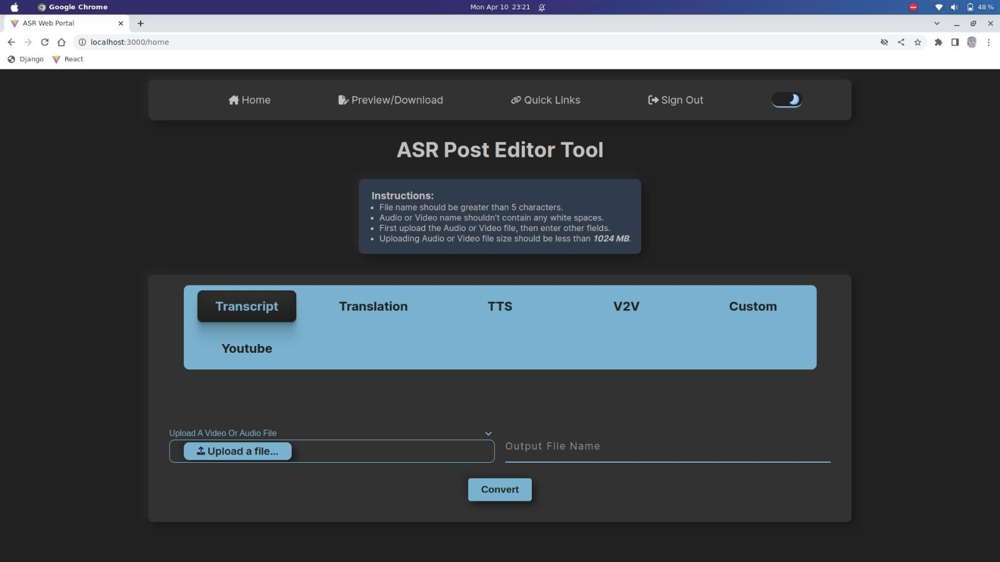 Google Chrome Mon Apr 10 23:21 48 %
ASR Web Portal
localhost:3000/home
Django React
Home Preview/Download Quick Links Sign Out
ASR Post Editor Tool
Instructions:
• File name should be greater than 5 characters.
• Audio or Video name shouldn't contain any white spaces.
• First upload the Audio or Video file, then enter other fields.
• Uploading Audio or Video file size should be less than 1024 MB.
Transcript Translation TTS V2V Custom
Youtube
Upload A Video Or Audio File
Upload a file... Output File Name
Convert